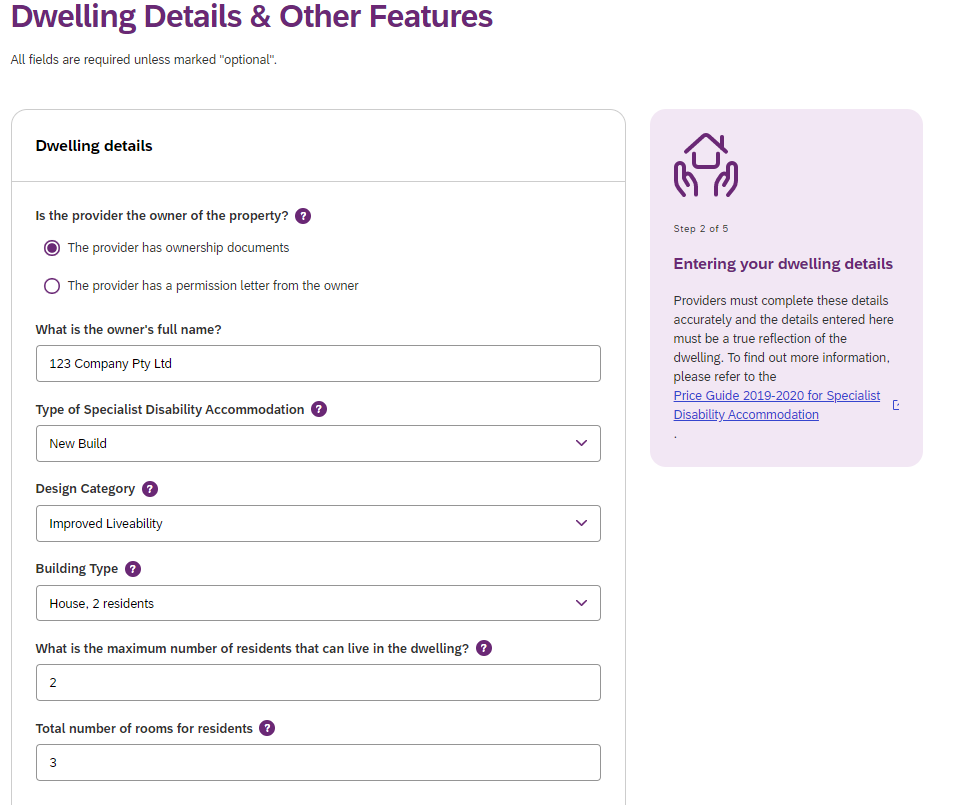 Dwelling Details & Other Features
All fields are required unless marked "optional".
Dwelling details
Is the provider the owner of the property? ?
The provider has ownership documents
The provider has a permission letter from the owner
What is the owner's full name?
123 Company Pty Ltd
Type of Specialist Disability Accommodation ?
New Build
Design Category ?
Improved Liveability
Building Type ?
House, 2 residents
What is the maximum number of residents that can live in the dwelling? ?
2
Total number of rooms for residents ?
3
Step 2 of 5
Entering your dwelling details
Providers must complete these details
accurately and the details entered here
must be a true reflection of the
dwelling. To find out more information,
please refer to the
Price Guide 2019-2020 for Specialist
Disability Accommodation
.